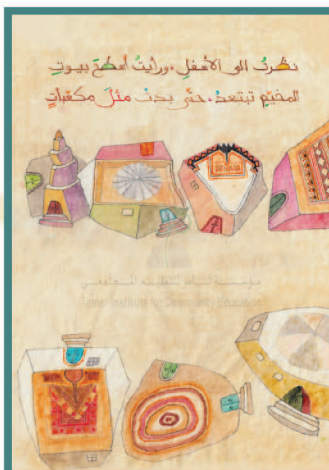 نظرتُ الى الأسفلِ، ورأيتُ أسطحَ بيوتِ
المخيّمِ تبتعدُ، حتّى بدتْ مثلَ مكعّباتٍ
مؤسسة تامر للتعليم المجتمعي
Tamer Institute for Community Education